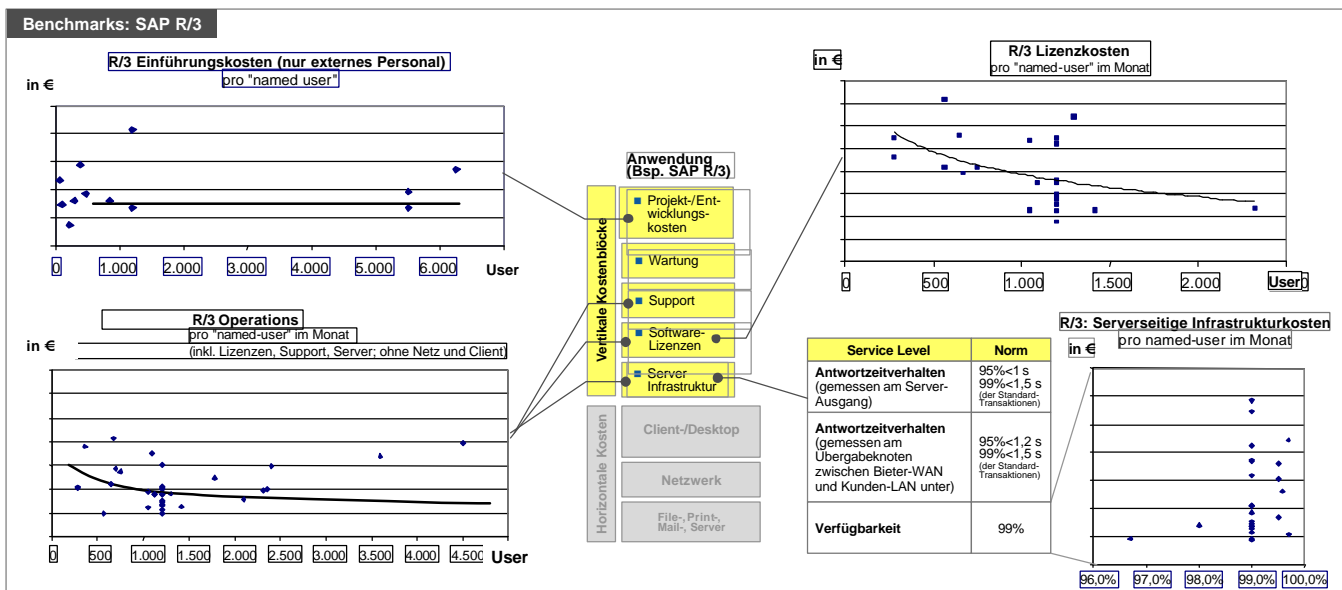 Benchmarks: SAP R/3
R/3 Einführungskosten (nur externes Personal)
pro "named user"
in €
0 1.000 2.000 3.000 4.000 5.000 6.000 User
R/3 Operations
pro "named-user" im Monat
(inkl. Lizenzen, Support, Server; ohne Netz und Client)
in €
0 500 1.000 1.500 2.000 2.500 3.000 3.500 4.000 4.500 User
Anwendung
(Bsp. SAP R/3)
Vertikale Kostenblöcke
Projekt-/Ent-
wicklungs-
kosten
Wartung
Support
Software-
Lizenzen
Server
Infrastruktur
Horizontale Kosten
Client-/Desktop
Netzwerk
File-, Print-,
Mail-, Server
R/3 Lizenzkosten
pro "named-user" im Monat
in €
0 500 1.000 1.500 2.000 User
Service Level Norm
Antwortzeitverhalten
(gemessen am Server-
Ausgang)
95%<1 s
99%<1,5 s
(der Standard-
Transaktionen)
Antwortzeitverhalten
(gemessen am
Übergabeknoten
zwischen Bieter-WAN
und Kunden-LAN unter)
95%<1,2 s
99%<1,5 s
(der Standard-
Transaktionen)
Verfügbarkeit 99%
R/3: Serverseitige Infrastrukturkosten
pro named-user im Monat
in €
96,0% 97,0% 98,0% 99,0% 100,0%